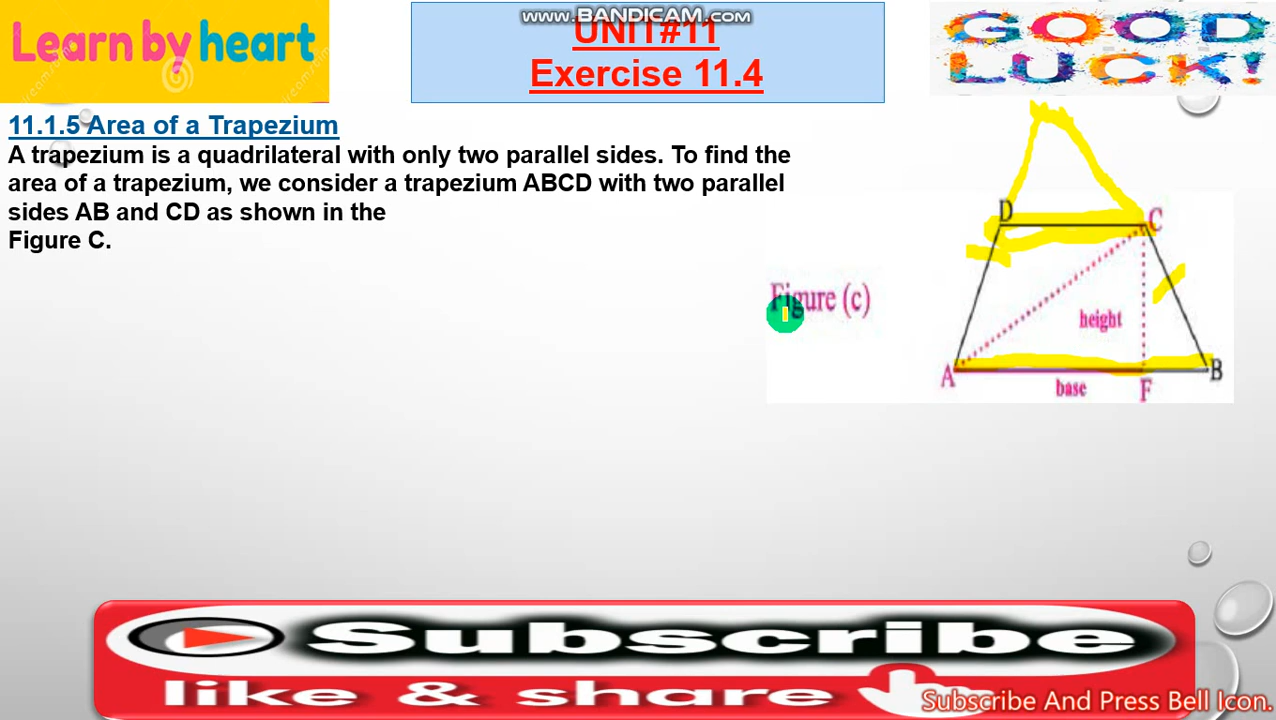 www.BANDICAM.com
Learn by heart
UNIT#11
Exercise 11.4
GOOD
LUCK!
11.1.5 Area of a Trapezium
A trapezium is a quadrilateral with only two parallel sides. To find the
area of a trapezium, we consider a trapezium ABCD with two parallel
sides AB and CD as shown in the
Figure C.
D
C
Figure (c)
height
A
base
F
B
Subscribe
like & share
Subscribe And Press Bell Icon.